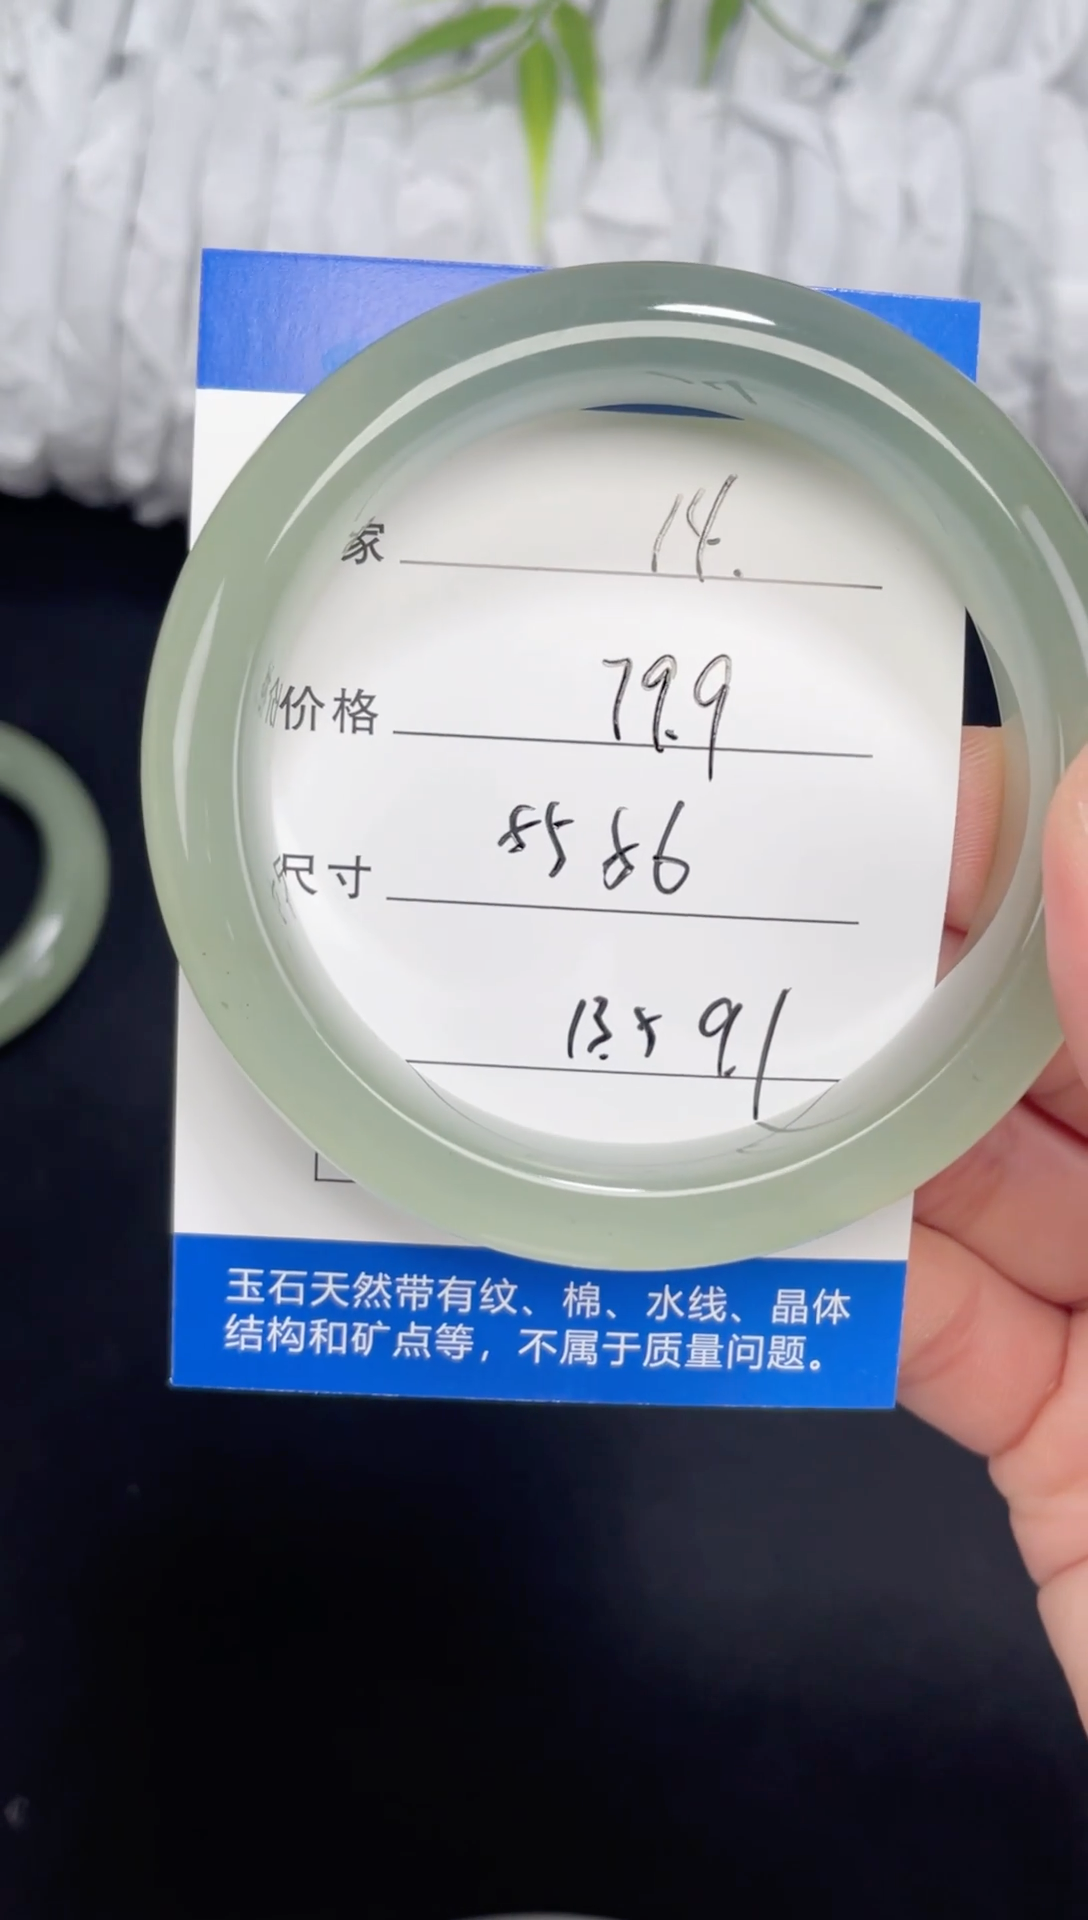 家 14.
价格 79.9
尺寸 85 86
13. 9.1
玉石天然带有纹、棉、水线、晶体
结构和矿点等，不属于质量问题。